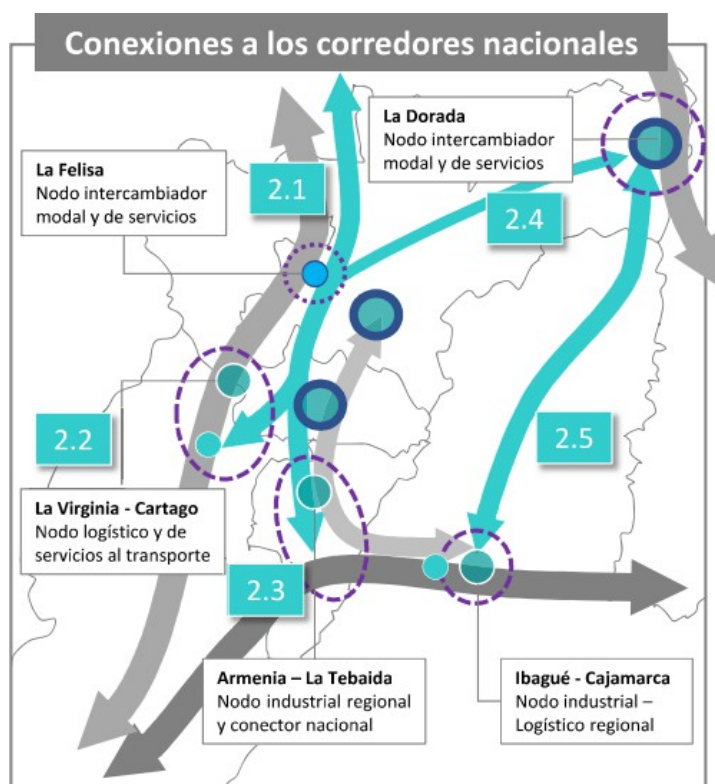 Conexiones a los corredores nacionales
La Dorada
Nodo intercambiador
modal y de servicios
La Felisa
Nodo intercambiador
modal y de servicios
2.1
2.4
2.2
2.5
La Virginia - Cartago
Nodo logístico y de
servicios al transporte
2.3
Armenia – La Tebaida
Nodo industrial regional
y conector nacional
Ibagué - Cajamarca
Nodo industrial –
Logístico regional